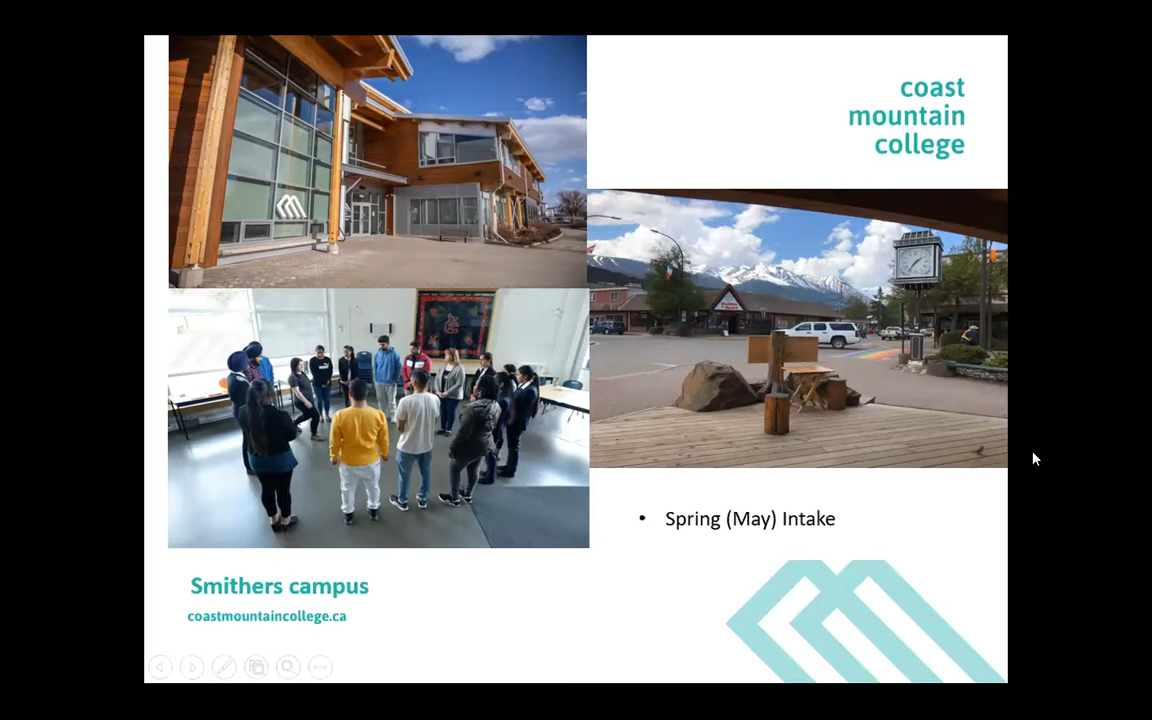 coast
mountain
college
• Spring (May) Intake
Smithers campus
coastmountaincollege.ca